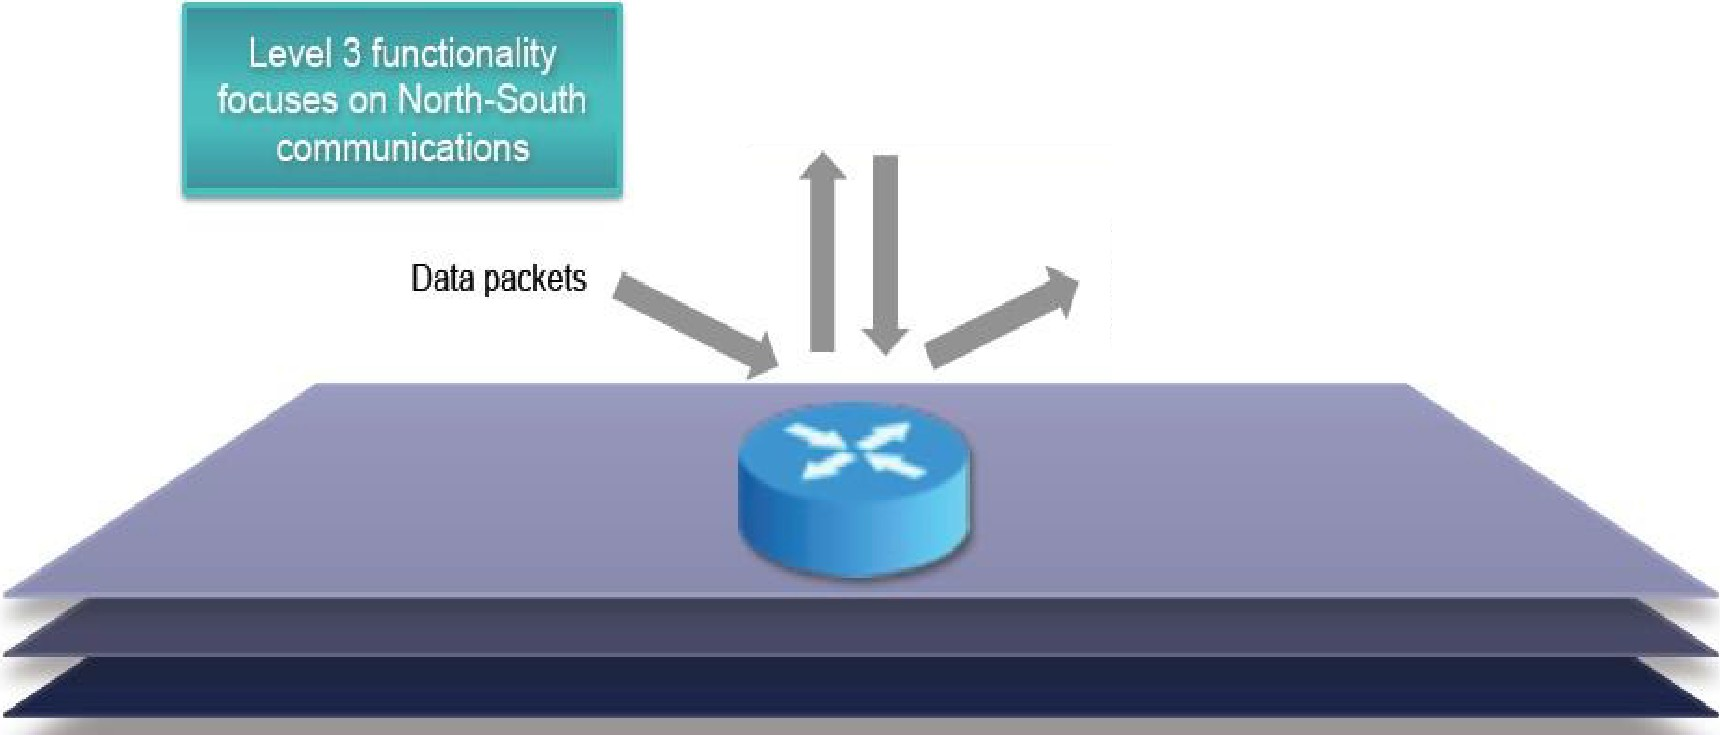 Level 3 functionality
focuses on North-South
communications
Data packets